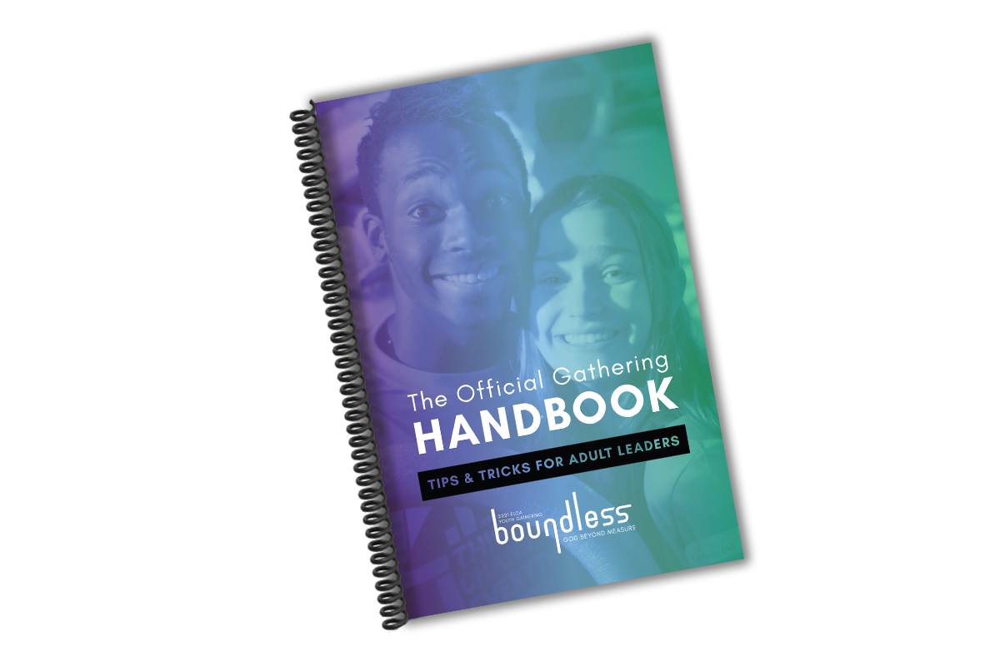 The Official Gathering
HANDBOOK
TIPS & TRICKS FOR ADULT LEADERS
2021 ELCA
YOUTH GATHERING
boundless
GOD BEYOND MEASURE